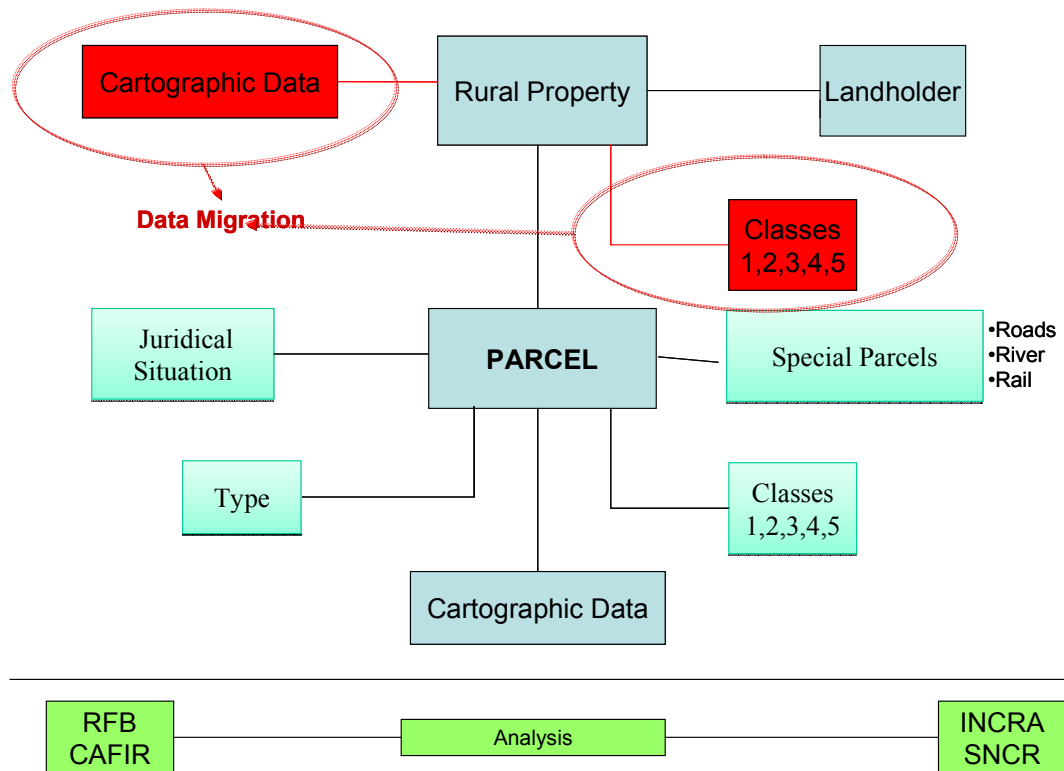 Cartographic Data
Rural Property
Landholder
Data Migration
Classes
1,2,3,4,5
Juridical
Situation
PARCEL
Special Parcels
•Roads
•River
•Rail
Type
Classes
1,2,3,4,5
Cartographic Data
RFB
CAFIR
Analysis
INCRA
SNCR